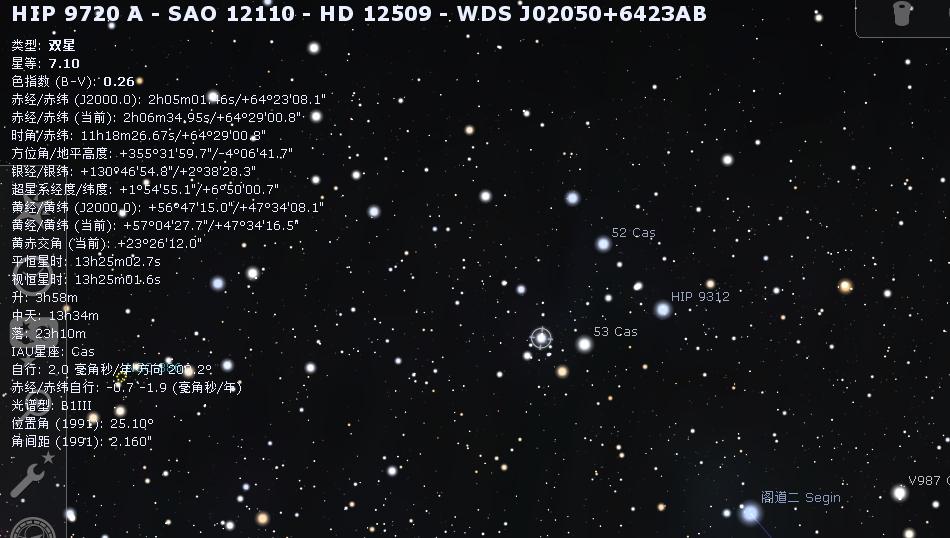 HIP 9720 A - SAO 12110 - HD 12509 - WDS J02050+6423AB
类型: 双星
星等: 7.10
色指数 (B-V): 0.26
赤经/赤纬 (J2000.0): 2h05m01.46s/+64°23'08.1"
赤经/赤纬 (当前): 2h06m34.95s/+64°29'00.8"
时角/赤纬: 11h18m26.67s/+64°29'00.8"
方位角/地平高度: +355°31'59.7"/-4°06'41.7"
银经/银纬: +130°46'54.8"/+2°38'28.3"
超星系经度/纬度: +1°54'55.1"/+6°50'00.7"
黄经/黄纬 (J2000.0): +56°47'15.0"/+47°34'08.1"
黄经/黄纬 (当前): +57°04'27.7"/+47°34'16.5"
黄赤交角 (当前): +23°26'12.0"
平恒星时: 13h25m02.7s
视恒星时: 13h25m01.6s
升: 3h58m
中天: 13h34m
落: 23h10m
IAU星座: Cas
自行: 2.0 毫角秒/年 方向
赤经/赤纬自行: -0.7 -1.9 (毫角秒/年)
光谱型: B1III
位置角 (1991): 25.10°
角间距 (1991): 2.160"
52 Cas
HIP 9312
53 Cas
阁道二 Segin
V987